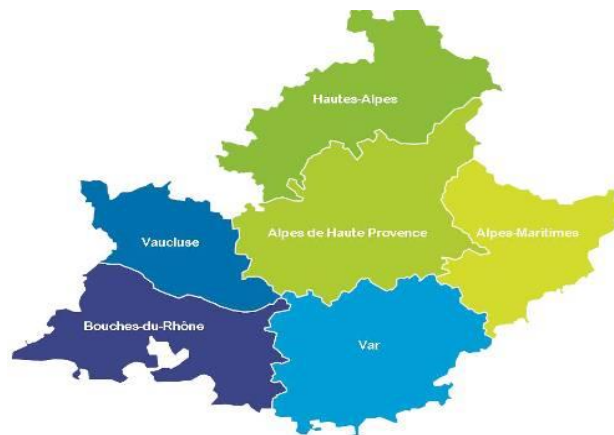 Hautes-Alpes
Vaucluse
Alpes de Haute Provence
Alpes-Maritimes
Bouches-du-Rhône
Var